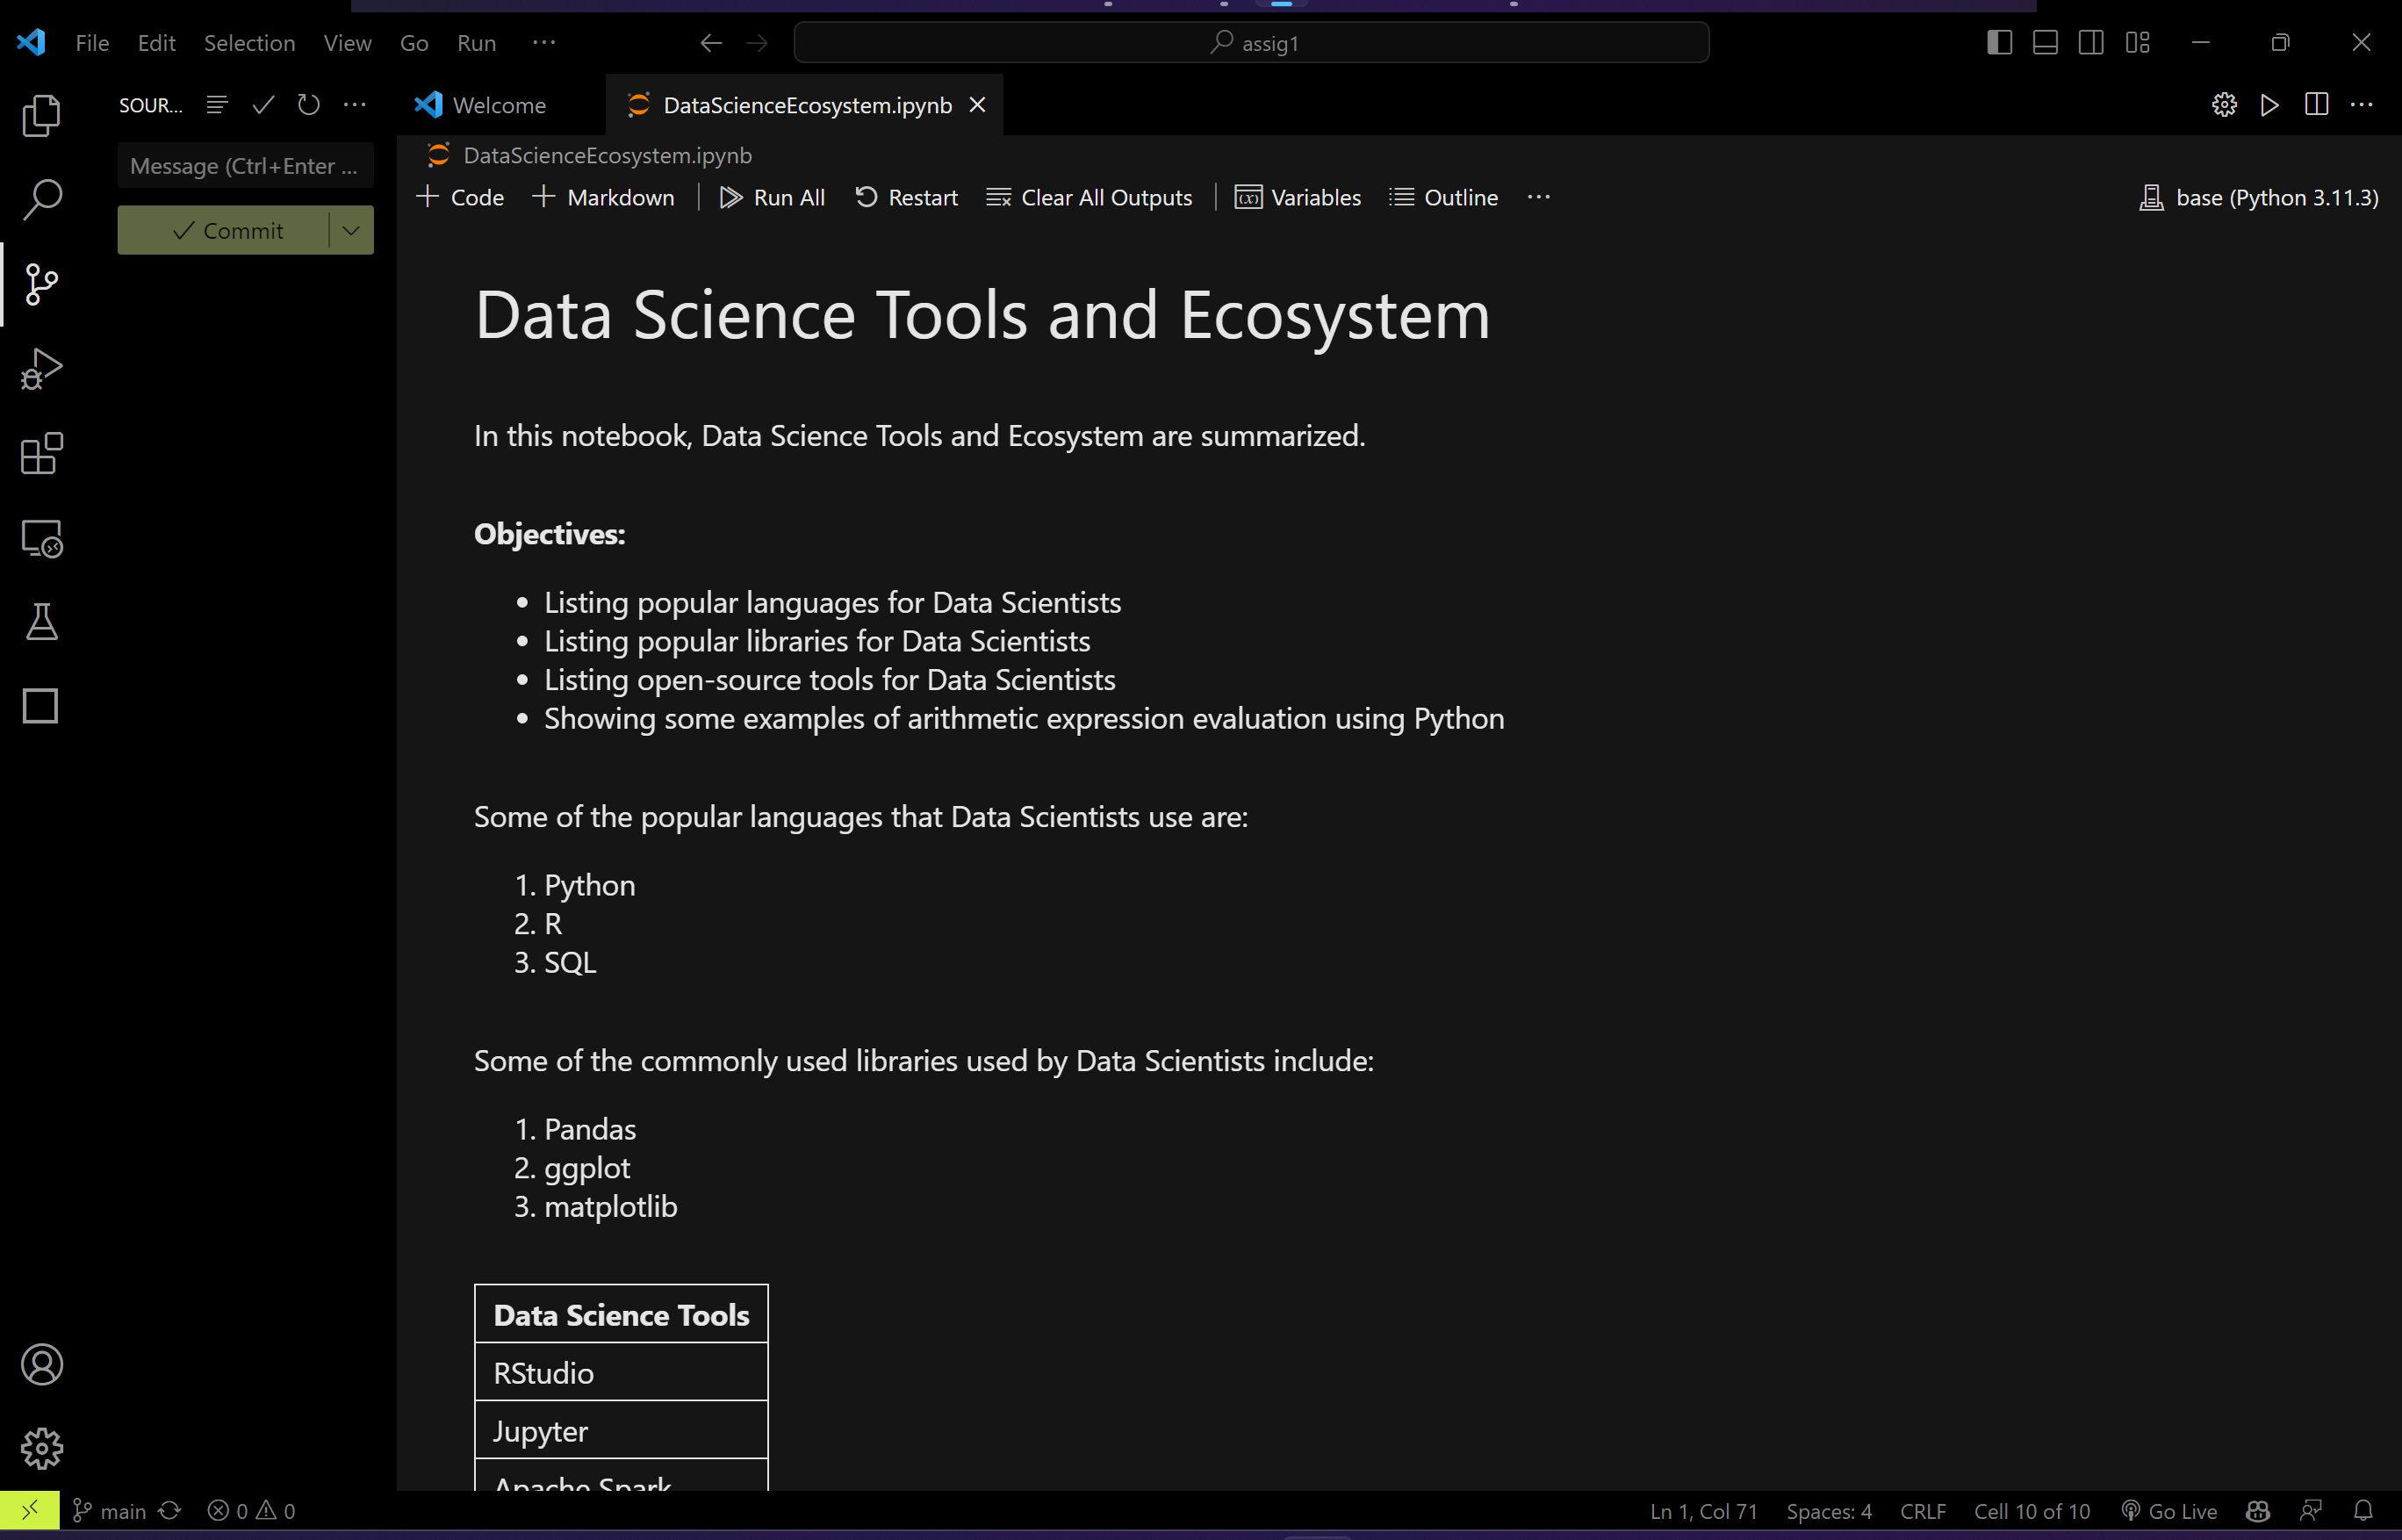 File Edit Selection View Go Run ...
assig1
SOUR... ...
Welcome DataScienceEcosystem.ipynb ...
Message (Ctrl+Enter ...
Commit
DataScienceEcosystem.ipynb
Code Markdown Run All Restart Clear All Outputs Variables Outline ... base (Python 3.11.3)
Data Science Tools and Ecosystem
In this notebook, Data Science Tools and Ecosystem are summarized.
Objectives:
• Listing popular languages for Data Scientists
• Listing popular libraries for Data Scientists
• Listing open-source tools for Data Scientists
• Showing some examples of arithmetic expression evaluation using Python
Some of the popular languages that Data Scientists use are:
1. Python
2. R
3. SQL
Some of the commonly used libraries used by Data Scientists include:
1. Pandas
2. ggplot
3. matplotlib
Data Science Tools
RStudio
Jupyter
Apache Spark
main 0 0 Ln 1, Col 71 Spaces: 4 CRLF Cell 10 of 10 Go Live